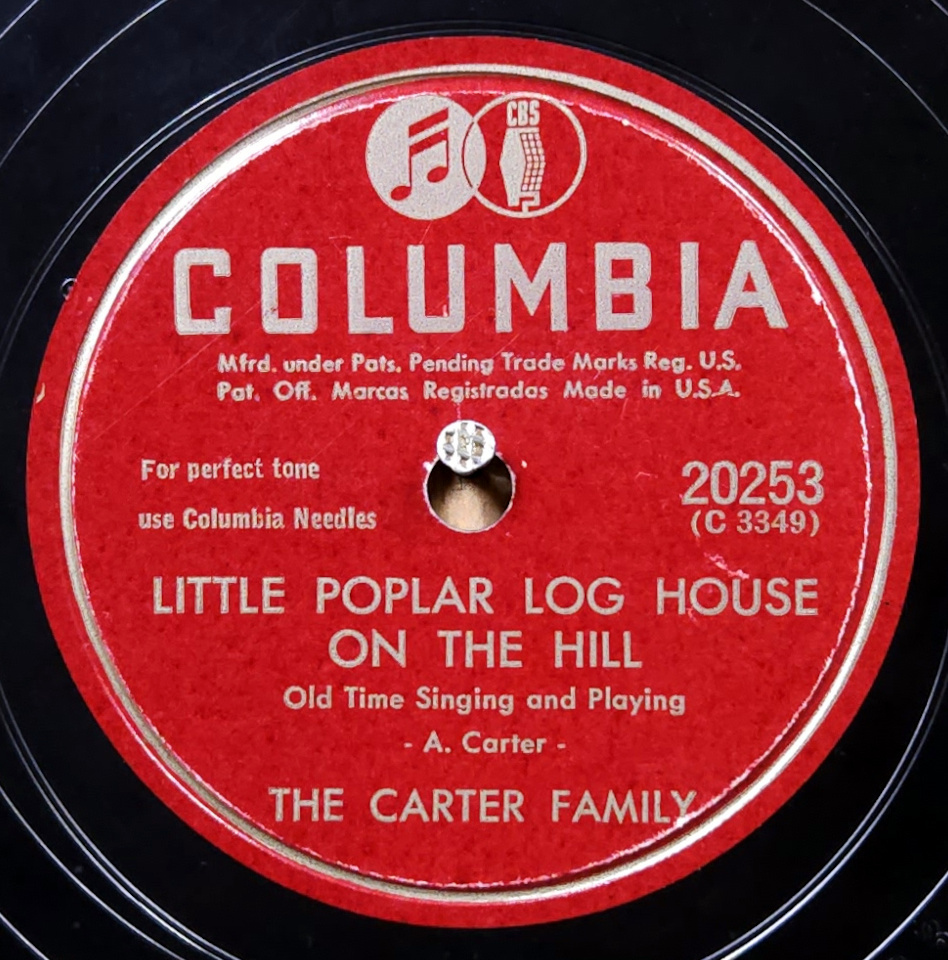 CBS
COLUMBIA
Mfrd. under Pats. Pending Trade Marks Reg. U.S.
Pat. Off. Marcas Registradas Made in U.S.A.
For perfect tone
use Columbia Needles
20253
(C 3349)
LITTLE POPLAR LOG HOUSE
ON THE HILL
Old Time Singing and Playing
- A. Carter -
THE CARTER FAMILY